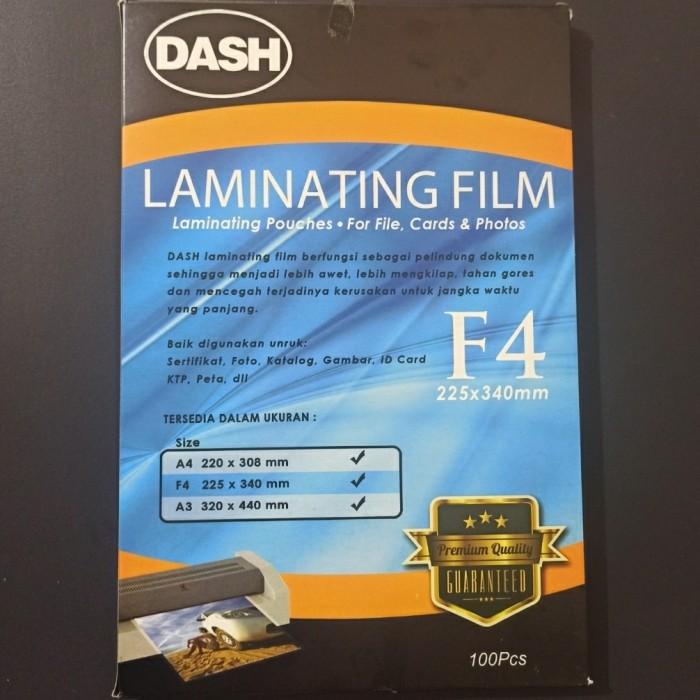 DASH
LAMINATING FILM
Laminating Pouches • For File, Cards & Photos
DASH laminating film berfungsi sebagai pelindung dokumen
sehingga menjadi lebih awet, lebih mengkilap, tahan gores
dan mencegah terjadinya kerusakan untuk jangka waktu
yang panjang.
Baik digunakan unruk:
Sertifikat, Foto, Katalog, Gambar, ID Card
KTP, Peta, dll
F4
225x340mm
TERSEDIA DALAM UKURAN :
Size
A4 220 x 308 mm ✓
F4 225 x 340 mm ✓
A3 320 x 440 mm ✓
Premium Quality
GUARANTEED
100Pcs